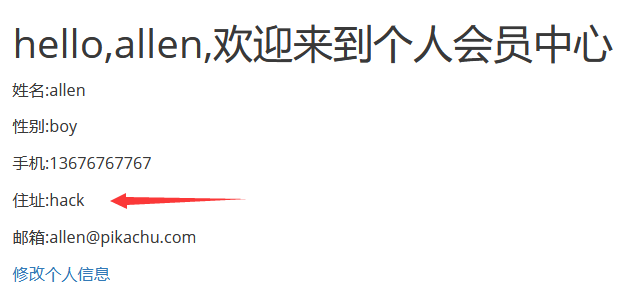 hello,allen,欢迎来到个人会员中心
姓名:allen
性别:boy
手机:13676767767
住址:hack
邮箱:allen@pikachu.com
修改个人信息